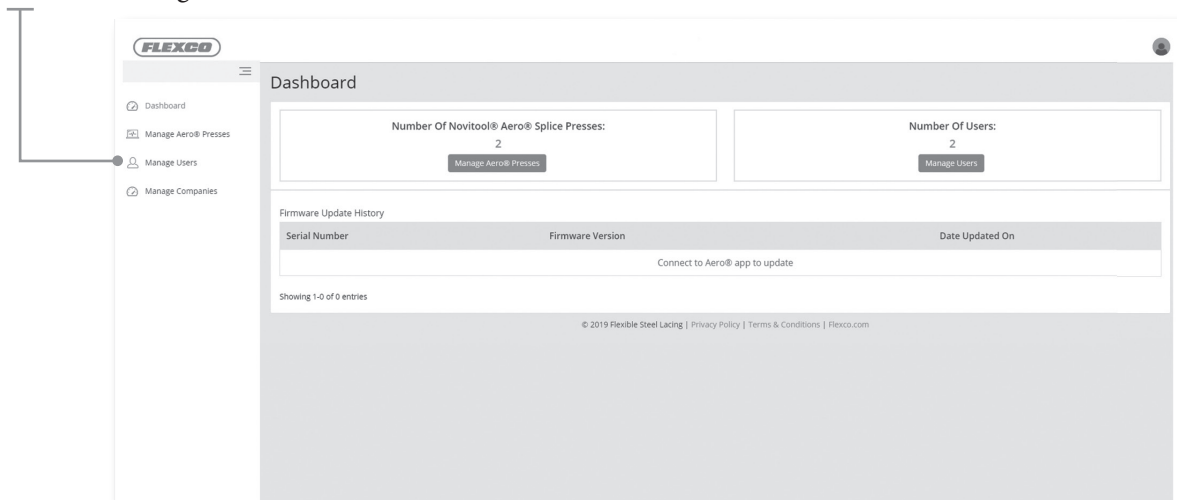 FLEXCO
Dashboard
Manage Aero® Presses
Manage Users
Manage Companies
Dashboard
Number Of Novitool® Aero® Splice Presses:
2
Manage Aero® Presses
Number Of Users:
2
Manage Users
Firmware Update History
Serial Number Firmware Version Date Updated On
Connect to Aero® app to update
Showing 1-0 of 0 entries
© 2019 Flexible Steel Lacing | Privacy Policy | Terms & Conditions | Flexco.com